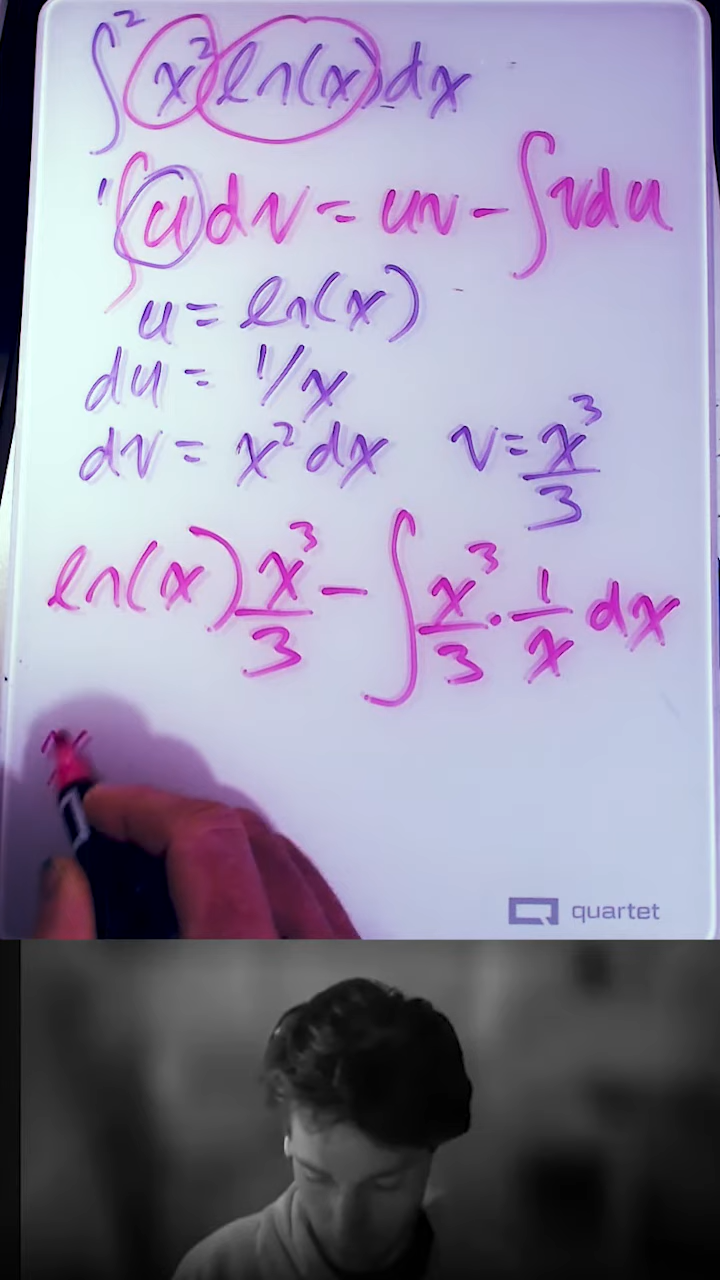 ∫₁² x² ln(x) dx
∫ u dv = uv - ∫ v du
u = ln(x)
du = 1/x
dv = x² dx v = x³/3
ln(x) x³/3 - ∫ x³/3 · 1/x dx
x
quartet